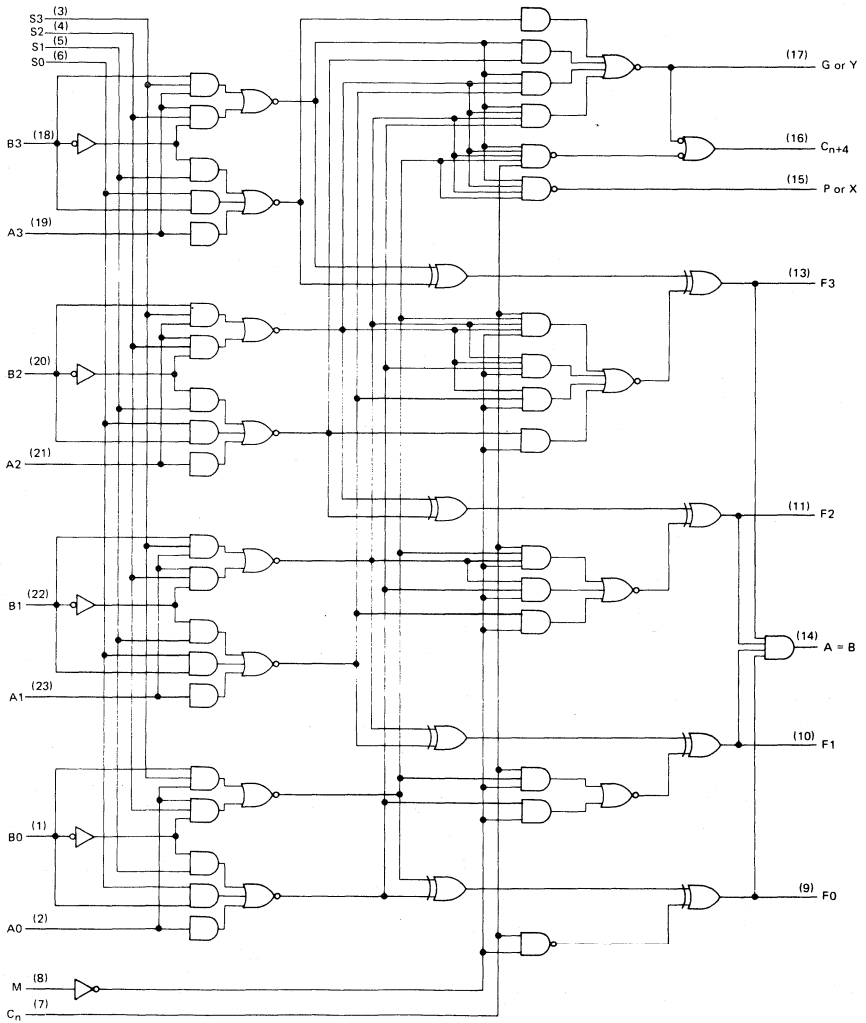 S3 (3)
S2 (4)
S1 (5)
S0 (6)
(17) G or Y
(18) B3
(16) Cn+4
(15) P or X
A3 (19)
(13) F3
B2 (20)
A2 (21)
(11) F2
B1 (22)
(14) A = B
A1 (23)
(10) F1
B0 (1)
(9) F0
A0 (2)
M (8)
Cn (7)